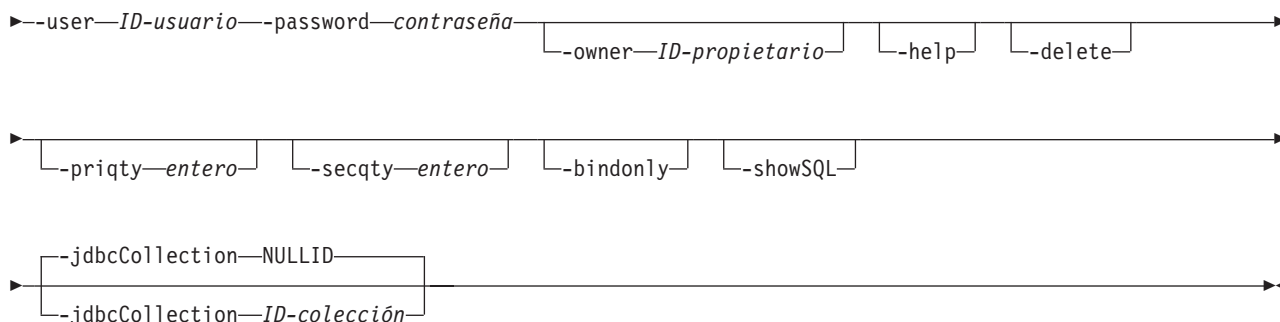 -user ID-usuario -password contraseña
-owner ID-propietario -help -delete
-priqty entero -secqty entero -bindonly -showSQL
-jdbcCollection NULLID
-jdbcCollection ID-colección